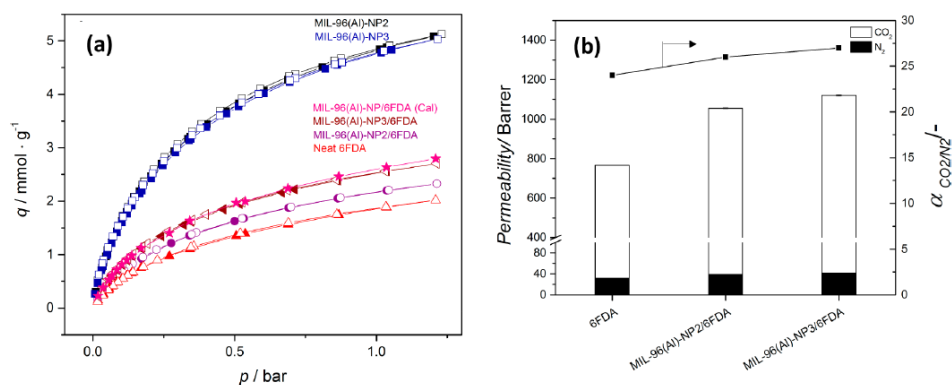 (a)
MIL-96(Al)-NP2
MIL-96(Al)-NP3
MIL-96(Al)-NP/6FDA (Cal)
MIL-96(Al)-NP3/6FDA
MIL-96(Al)-NP2/6FDA
Neat 6FDA
q / mmol · g⁻¹
5
4
3
2
1
0
0.0
0.5
1.0
p / bar
(b)
CO₂
N₂
Permeability/ Barrer
1400
1200
1000
800
600
400
80
40
0
30
25
20
15
10
5
0
α CO2/N2/-
6FDA
MIL-96(Al)-NP2/6FDA
MIL-96(Al)-NP3/6FDA